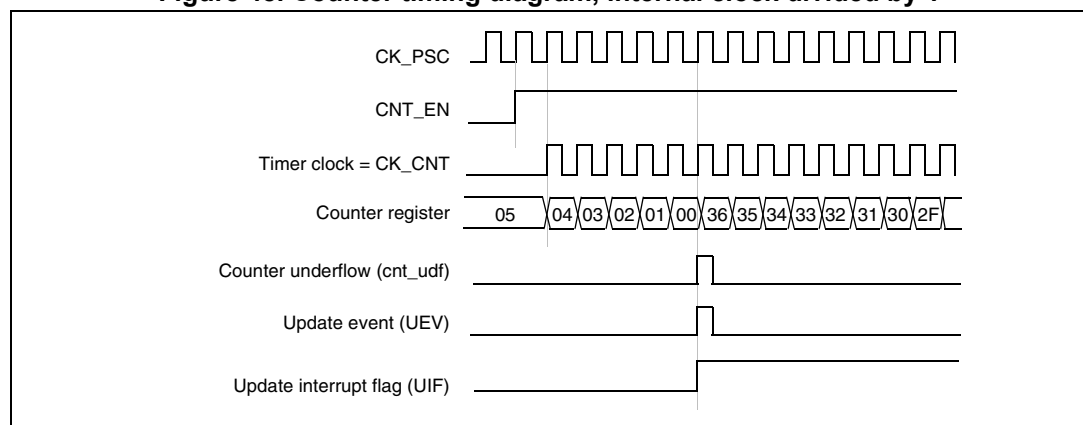 CK_PSC
CNT_EN
Timer clock = CK_CNT
Counter register 05 04 03 02 01 00 36 35 34 33 32 31 30 2F
Counter underflow (cnt_udf)
Update event (UEV)
Update interrupt flag (UIF)